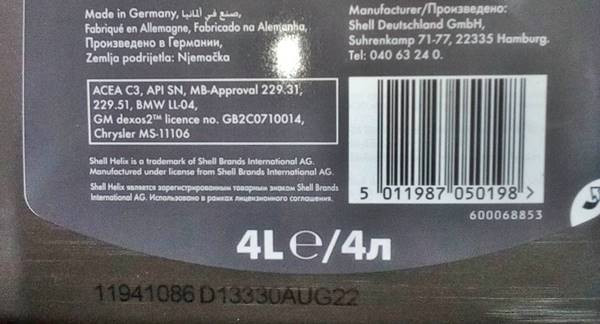 Made in Germany, صنع في ألمانيا,
Fabriqué en Allemagne, Fabricado na Alemanha,
Произведено в Германии,
Zemlja podrijetla: Njemačka
Manufacturer/Произведено:
Shell Deutschland GmbH,
Suhrenkamp 71-77, 22335 Hamburg.
Tel: 040 63 24 0.
ACEA C3, API SN, MB-Approval 229.31,
229.51, BMW LL-04,
GM dexos2™ licence no. GB2C0710014,
Chrysler MS-11106
Shell Helix is a trademark of Shell Brands International AG.
Manufactured under license from Shell Brands International AG.
Shell Helix является зарегистрированным товарным знаком Shell Brands
International AG. Использовано в рамках лицензионного соглашения.
5 011987 050198 >
600068853
4L℮/4л
11941086 D13330AUG22